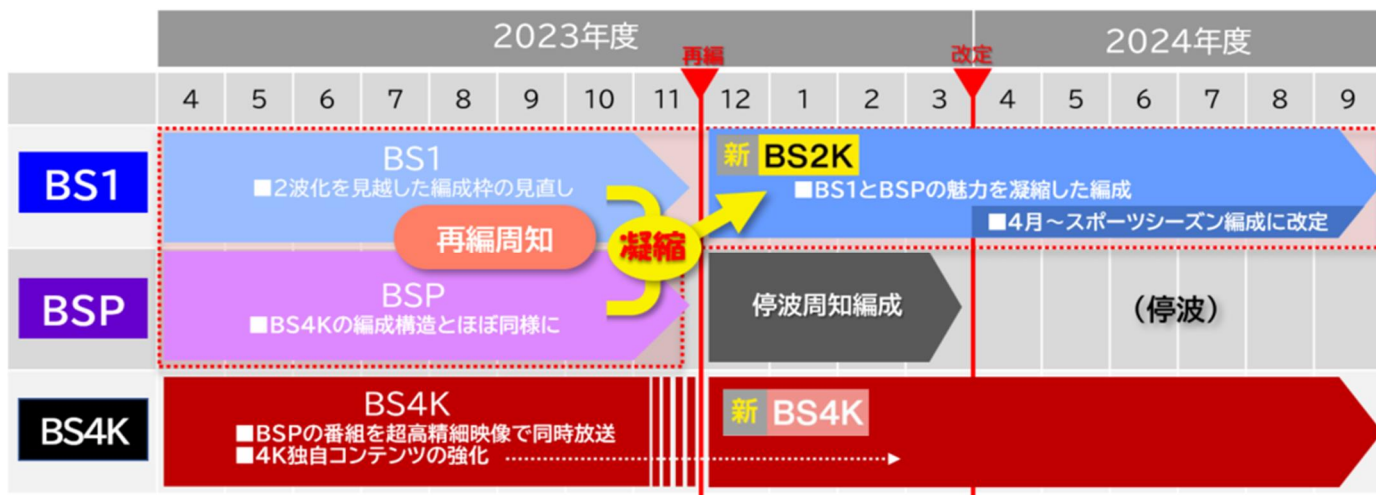 2023年度
2024年度
再編
改定
4 5 6 7 8 9 10 11 12 1 2 3 4 5 6 7 8 9
BS1
BS1
■2波化を見越した編成枠の見直し
新 BS2K
■BS1とBSPの魅力を凝縮した編成
■4月～スポーツシーズン編成に改定
再編周知
凝縮
BSP
BSP
■BS4Kの編成構造とほぼ同様に
停波周知編成
(停波)
BS4K
BS4K
■BSPの番組を超高精細映像で同時放送
■4K独自コンテンツの強化
新 BS4K